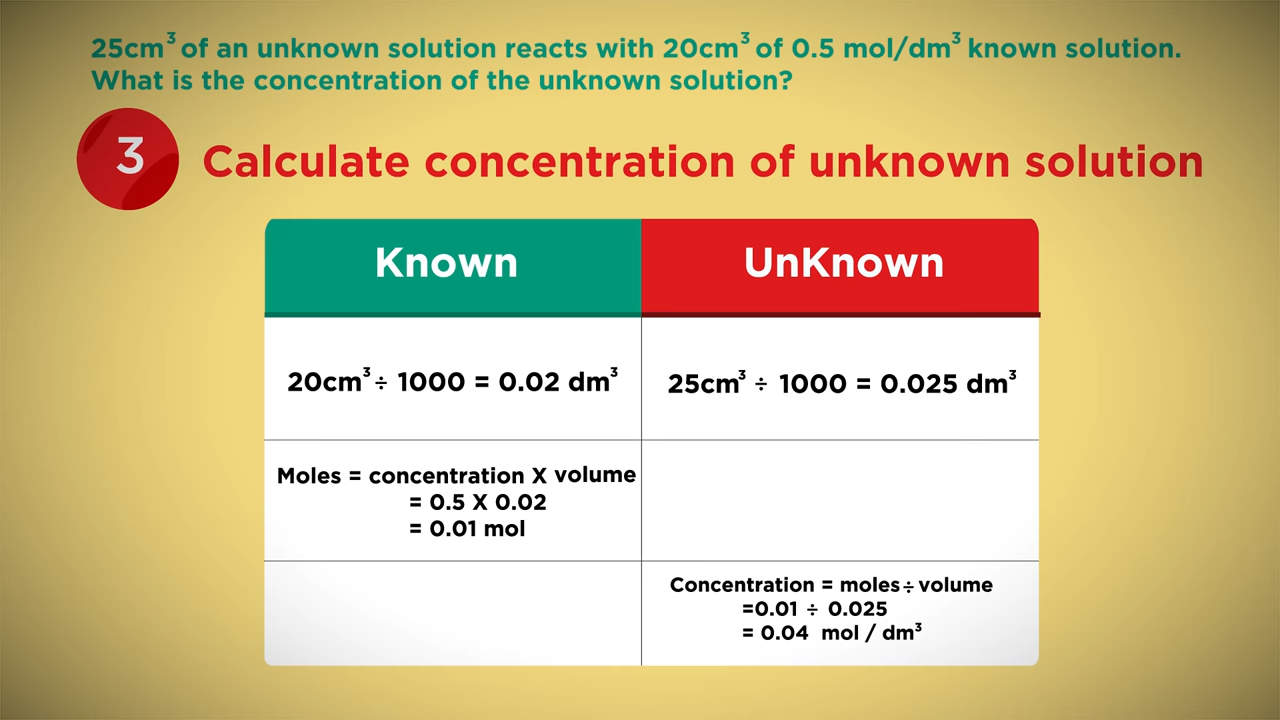 25cm³ of an unknown solution reacts with 20cm³ of 0.5 mol/dm³ known solution.
What is the concentration of the unknown solution?
3
Calculate concentration of unknown solution
Known
UnKnown
20cm³ ÷ 1000 = 0.02 dm³
25cm³ ÷ 1000 = 0.025 dm³
Moles = concentration X volume
= 0.5 X 0.02
= 0.01 mol
Concentration = moles ÷ volume
=0.01 ÷ 0.025
= 0.04 mol / dm³